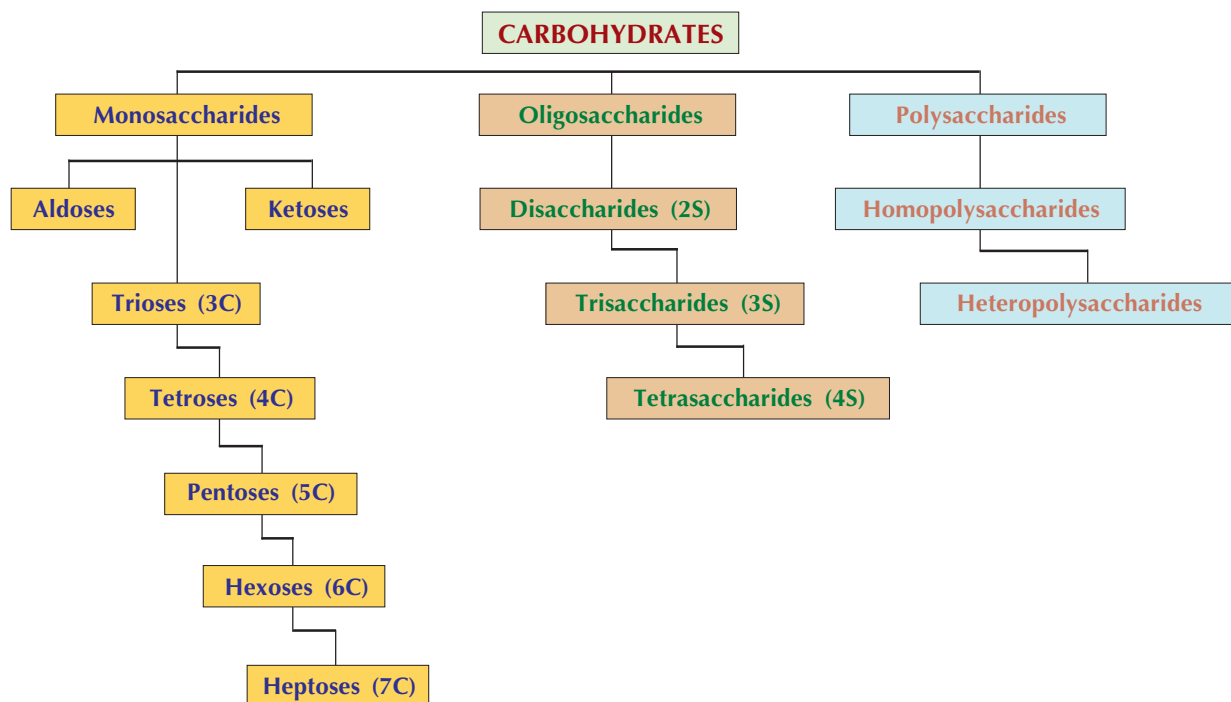 CARBOHYDRATES
Monosaccharides
Oligosaccharides
Polysaccharides
Aldoses
Ketoses
Disaccharides (2S)
Homopolysaccharides
Trioses (3C)
Trisaccharides (3S)
Heteropolysaccharides
Tetroses (4C)
Tetrasaccharides (4S)
Pentoses (5C)
Hexoses (6C)
Heptoses (7C)